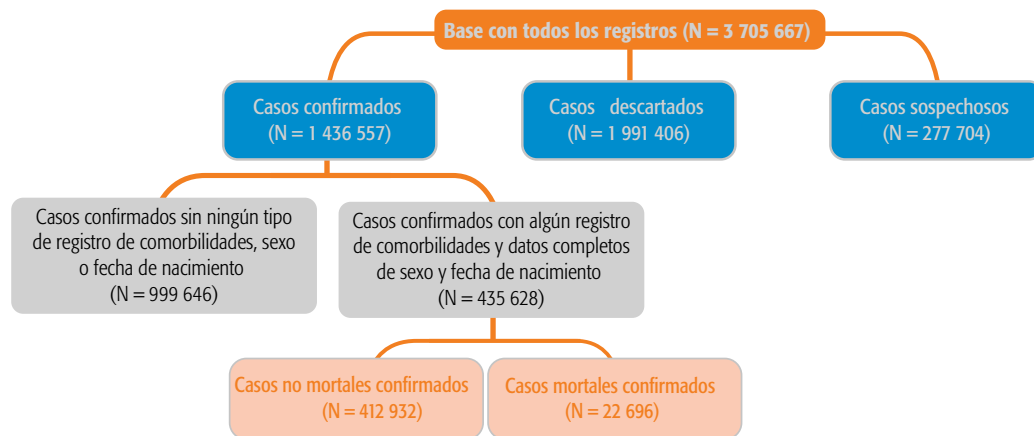 Base con todos los registros (N = 3 705 667)
Casos confirmados
(N = 1 436 557)
Casos descartados
(N = 1 991 406)
Casos sospechosos
(N = 277 704)
Casos confirmados sin ningún tipo
de registro de comorbilidades, sexo
o fecha de nacimiento
(N = 999 646)
Casos confirmados con algún registro
de comorbilidades y datos completos
de sexo y fecha de nacimiento
(N = 435 628)
Casos no mortales confirmados
(N = 412 932)
Casos mortales confirmados
(N = 22 696)